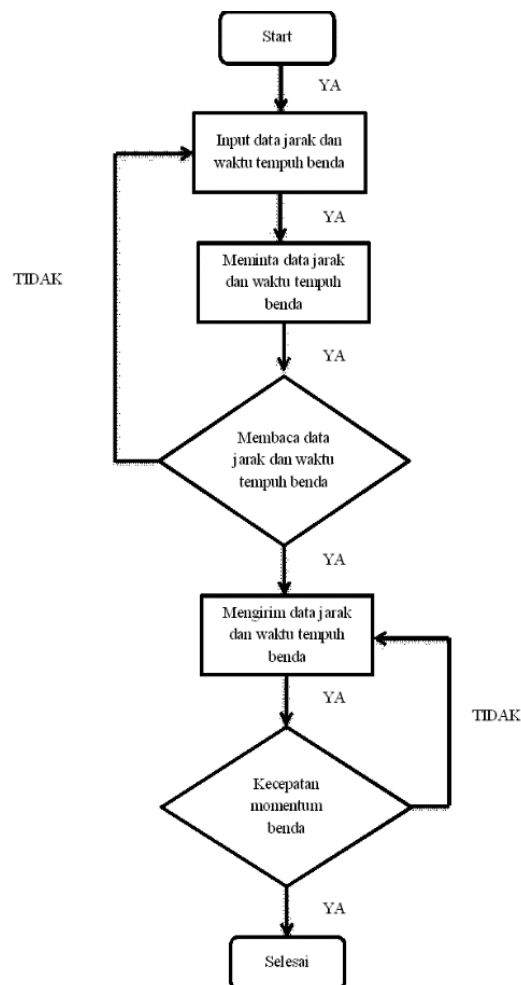 Start
YA
Input data jarak dan
waktu tempuh benda
YA
Meminta data jarak
dan waktu tempuh
benda
TIDAK
YA
Membaca data
jarak dan waktu
tempuh benda
YA
Mengirim data jarak
dan waktu tempuh
benda
YA
TIDAK
Kecepatan
momentum
benda
YA
Selesai